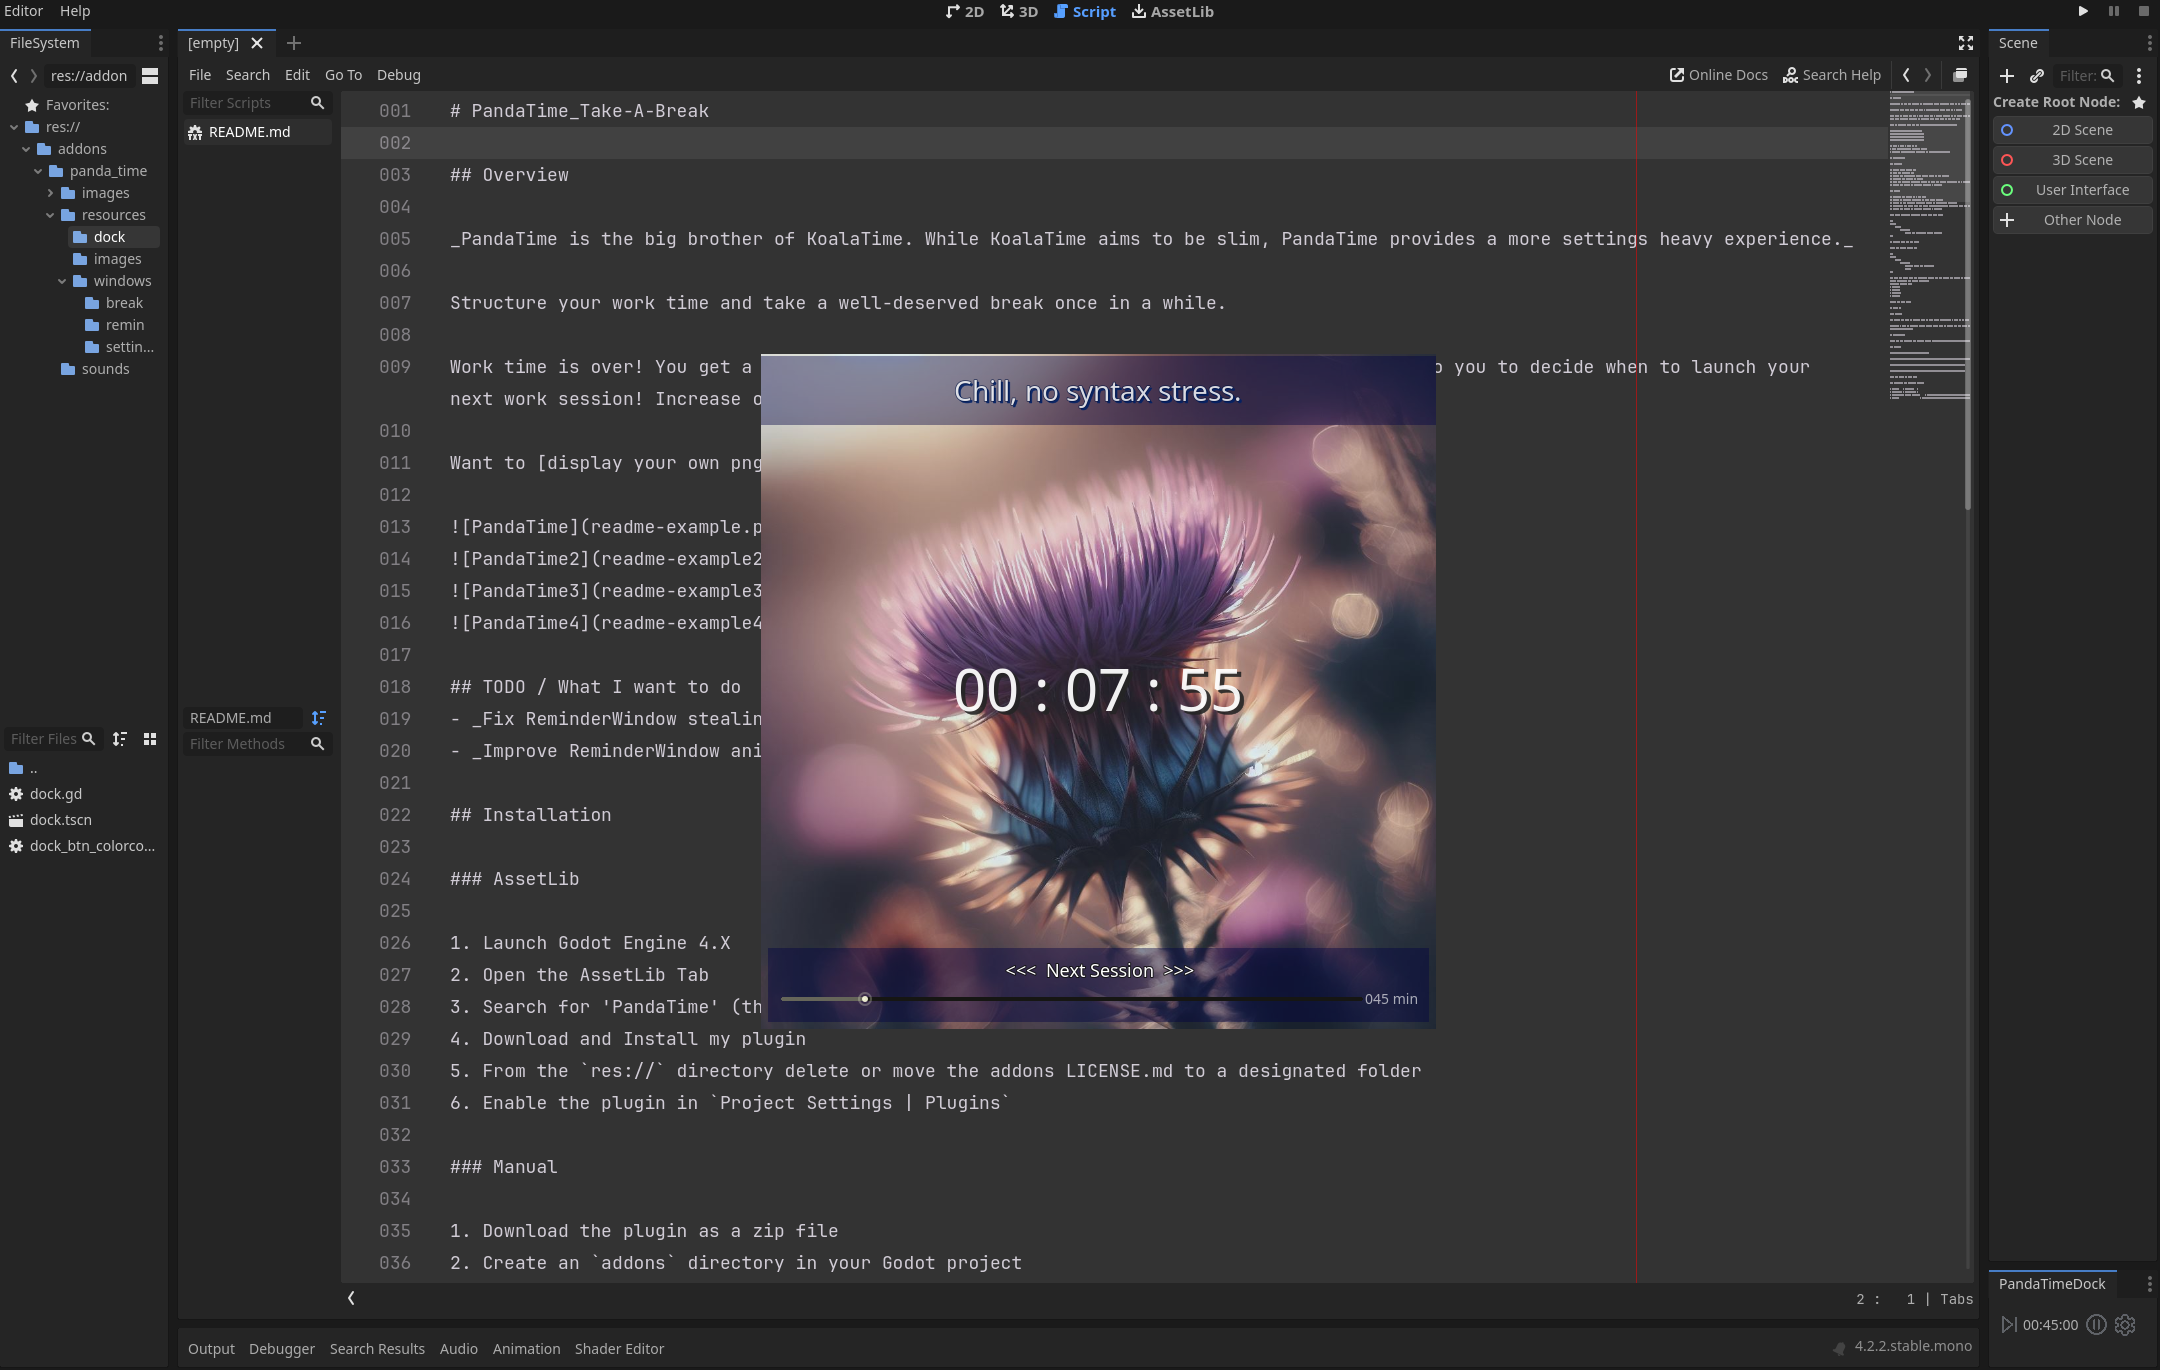 Editor Help
2D 3D Script AssetLib
FileSystem
res://addon
Favorites:
res://
addons
panda_time
images
resources
dock
images
windows
break
remin
settin...
sounds
Filter Files
..
dock.gd
dock.tscn
dock_btn_colorco...
[empty]
File Search Edit Go To Debug
Online Docs Search Help
Filter Scripts
README.md
README.md
Filter Methods
001 # PandaTime_Take-A-Break
002
003 ## Overview
004
005 _PandaTime is the big brother of KoalaTime. While KoalaTime aims to be slim, PandaTime provides a more settings heavy experience._
006
007 Structure your work time and take a well-deserved break once in a while.
008
009 Work time is over! You get a you to decide when to launch your
next work session! Increase
010
011 Want to [display your own png
012
013 ![PandaTime](readme-example.p
014 ![PandaTime2](readme-example2
015 ![PandaTime3](readme-example3
016 ![PandaTime4](readme-example4
017
018 ## TODO / What I want to do
019 - _Fix ReminderWindow stealin
020 - _Improve ReminderWindow ani
021
022 ## Installation
023
024 ### AssetLib
025
026 1. Launch Godot Engine 4.X
027 2. Open the AssetLib Tab
028 3. Search for 'PandaTime' (th
029 4. Download and Install my plugin
030 5. From the `res://` directory delete or move the addons LICENSE.md to a designated folder
031 6. Enable the plugin in `Project Settings | Plugins`
032
033 ### Manual
034
035 1. Download the plugin as a zip file
036 2. Create an `addons` directory in your Godot project
Chill, no syntax stress.
00 : 07 : 55
<<< Next Session >>>
045 min
2 : 1 | Tabs
Output Debugger Search Results Audio Animation Shader Editor
4.2.2.stable.mono
Scene
Filter:
Create Root Node:
2D Scene
3D Scene
User Interface
Other Node
PandaTimeDock
00:45:00